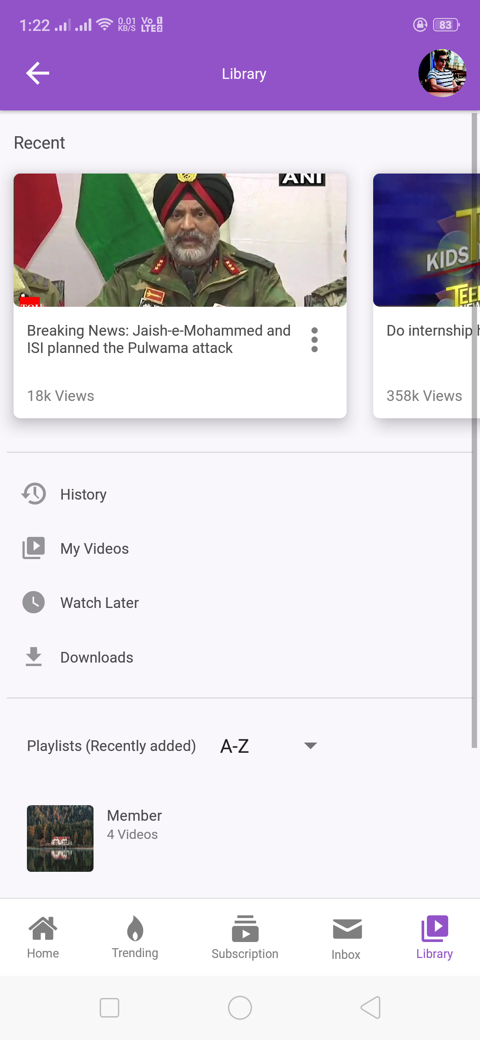 1:22
0.01
KB/S
Vo
LTE
83
Library
Recent
ANI
KIDS
TEE
Breaking News: Jaish-e-Mohammed and
ISI planned the Pulwama attack
18k Views
Do internship
358k Views
History
My Videos
Watch Later
Downloads
Playlists (Recently added)
A-Z
Member
4 Videos
Home
Trending
Subscription
Inbox
Library